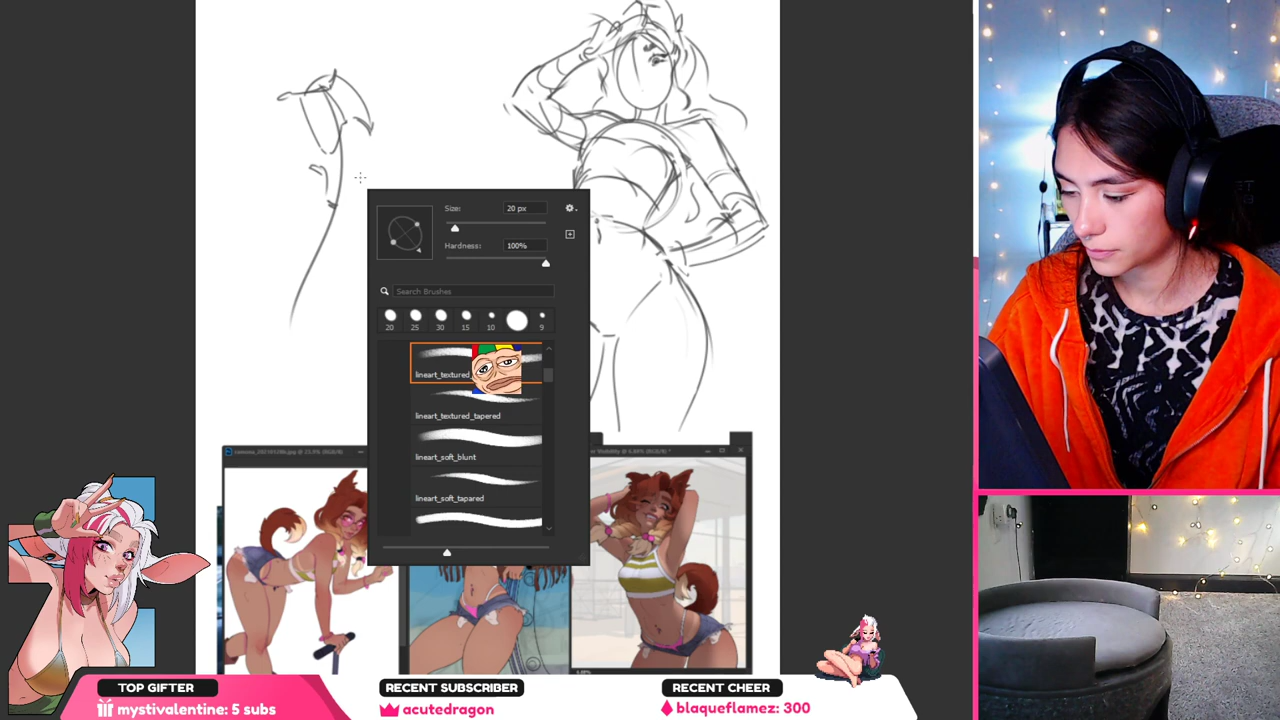 Size:
20 px
Hardness:
100%
Search Brushes
20 25 30 15 10 9
lineart_textured
lineart_textured_tapered
lineart_soft_blunt
lineart_soft_tapared
TOP GIFTER
mystivalentine: 5 subs
RECENT SUBSCRIBER
acutedragon
RECENT CHEER
blaqueflamez: 300